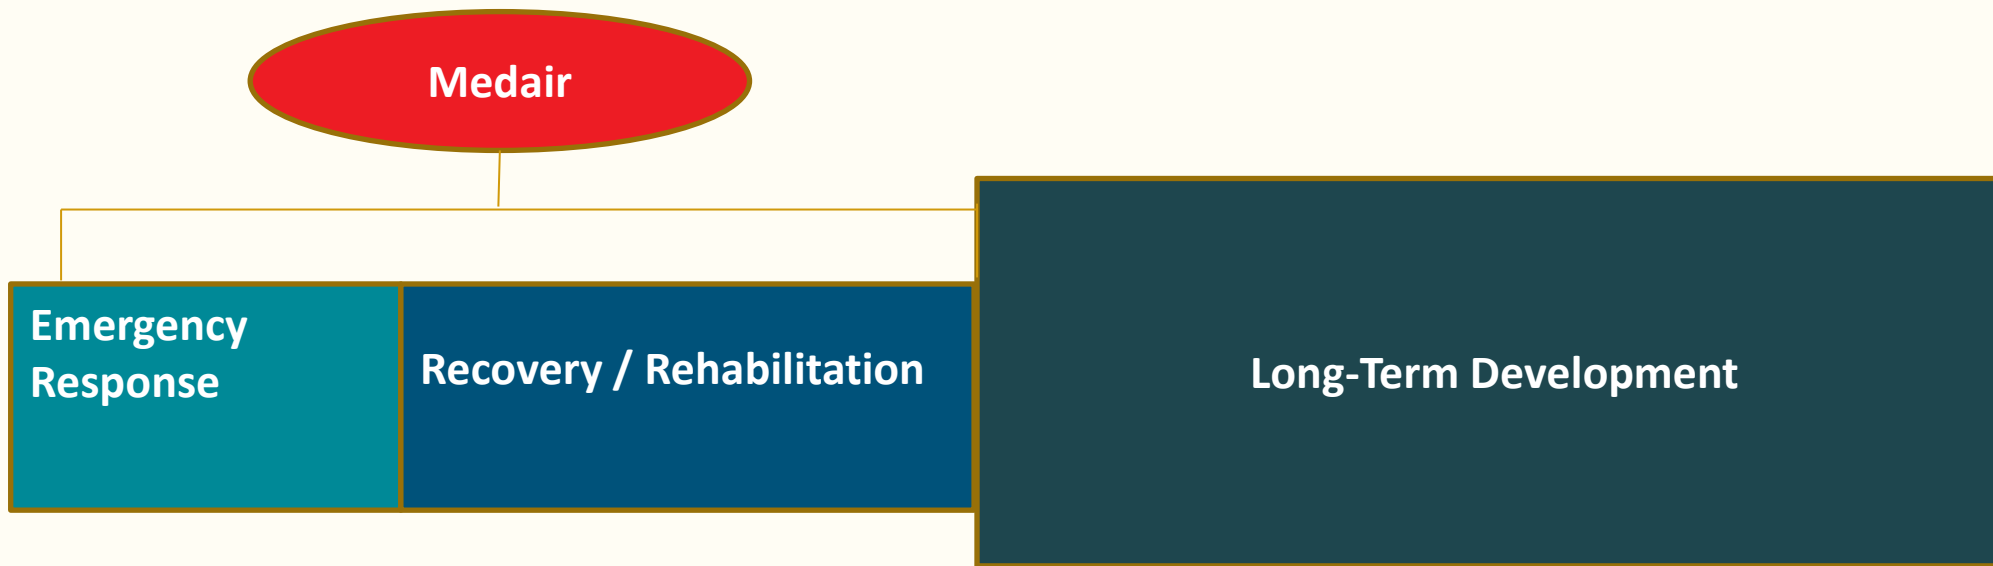 Medair
Emergency
Response
Recovery / Rehabilitation
Long-Term Development